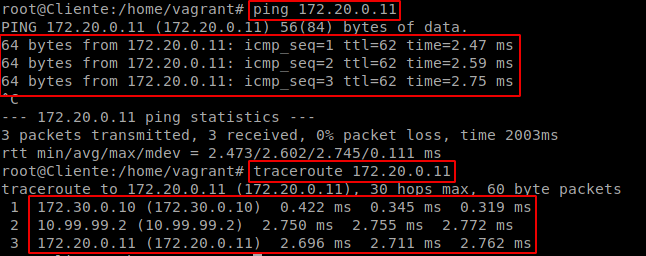 root@Cliente:/home/vagrant# ping 172.20.0.11
PING 172.20.0.11 (172.20.0.11) 56(84) bytes of data.
64 bytes from 172.20.0.11: icmp_seq=1 ttl=62 time=2.47 ms
64 bytes from 172.20.0.11: icmp_seq=2 ttl=62 time=2.59 ms
64 bytes from 172.20.0.11: icmp_seq=3 ttl=62 time=2.75 ms
^C
--- 172.20.0.11 ping statistics ---
3 packets transmitted, 3 received, 0% packet loss, time 2003ms
rtt min/avg/max/mdev = 2.473/2.602/2.745/0.111 ms
root@Cliente:/home/vagrant# traceroute 172.20.0.11
traceroute to 172.20.0.11 (172.20.0.11), 30 hops max, 60 byte packets
1 172.30.0.10 (172.30.0.10) 0.422 ms 0.345 ms 0.319 ms
2 10.99.99.2 (10.99.99.2) 2.750 ms 2.755 ms 2.772 ms
3 172.20.0.11 (172.20.0.11) 2.696 ms 2.711 ms 2.762 ms